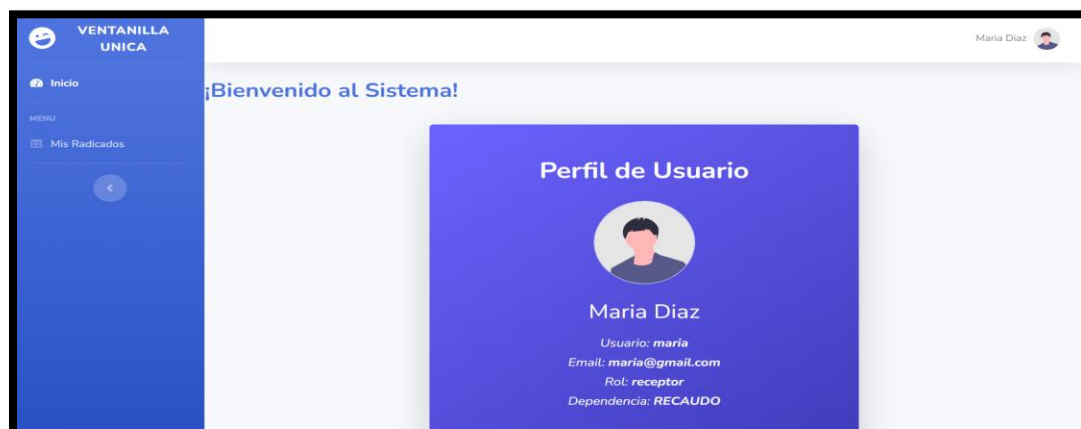 VENTANILLA
UNICA
Maria Diaz
Inicio
¡Bienvenido al Sistema!
MENU
Mis Radicados
Perfil de Usuario
Maria Diaz
Usuario: maria
Email: maria@gmail.com
Rol: receptor
Dependencia: RECAUDO